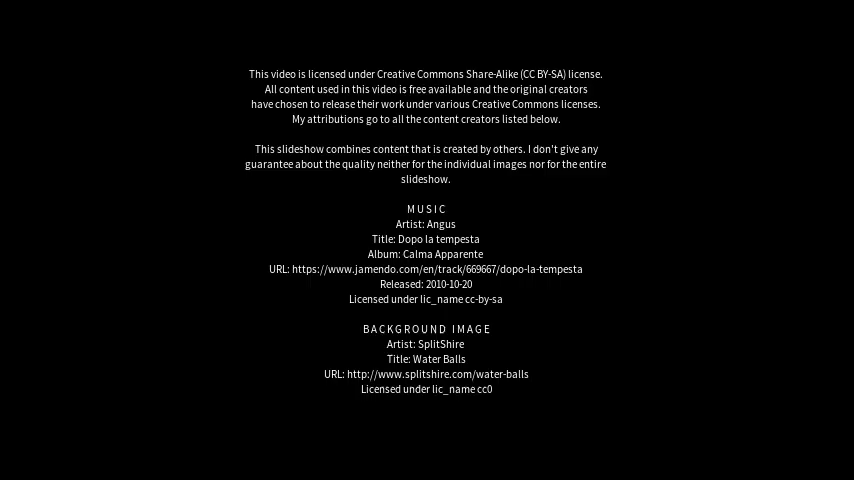 This video is licensed under Creative Commons Share-Alike (CC BY-SA) license.
All content used in this video is free available and the original creators
have chosen to release their work under various Creative Commons licenses.
My attributions go to all the content creators listed below.
This slideshow combines content that is created by others. I don't give any
guarantee about the quality neither for the individual images nor for the entire
slideshow.
MUSIC
Artist: Angus
Title: Dopo la tempesta
Album: Calma Apparente
URL: https://www.jamendo.com/en/track/669667/dopo-la-tempesta
Released: 2010-10-20
Licensed under lic_name cc-by-sa
BACKGROUND IMAGE
Artist: SplitShire
Title: Water Balls
URL: http://www.splitshire.com/water-balls
Licensed under lic_name cc0